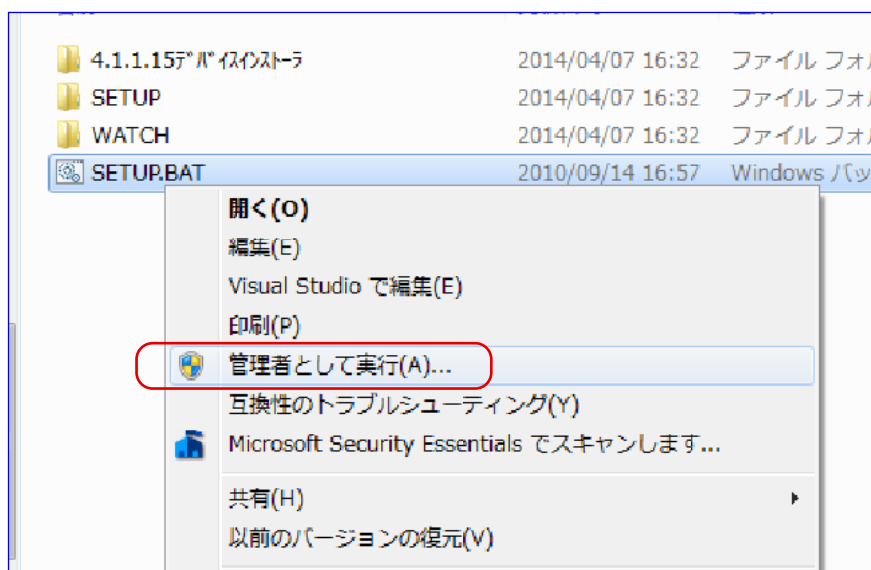 4.1.1.15ﾃﾞﾊﾞｲｽｲﾝｽﾄｰﾗ 2014/04/07 16:32 ファイル フォル
SETUP 2014/04/07 16:32 ファイル フォル
WATCH 2014/04/07 16:32 ファイル フォル
SETUP.BAT 2010/09/14 16:57 Windows バッ
開く(O)
編集(E)
Visual Studio で編集(E)
印刷(P)
管理者として実行(A)...
互換性のトラブルシューティング(Y)
Microsoft Security Essentials でスキャンします...
共有(H)
以前のバージョンの復元(V)